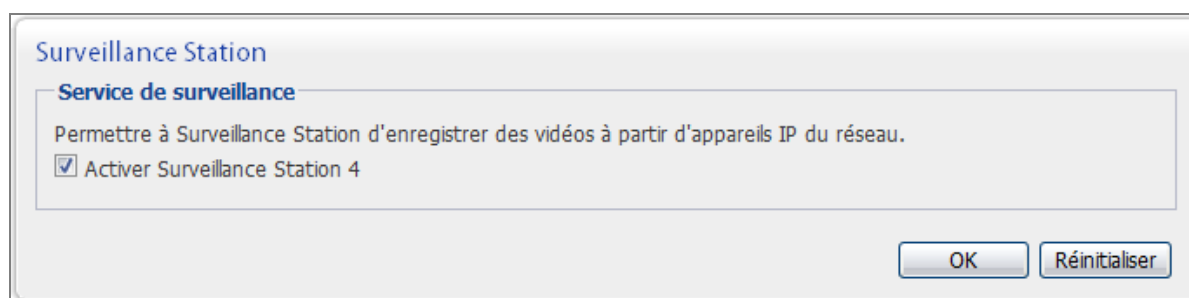 Surveillance Station
Service de surveillance
Permettre à Surveillance Station d'enregistrer des vidéos à partir d'appareils IP du réseau.
Activer Surveillance Station 4
OK
Réinitialiser